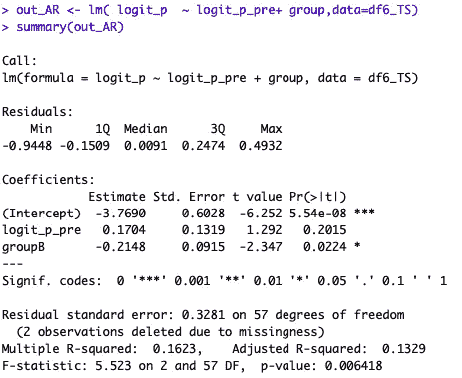 > out_AR <- lm( logit_p  ~ logit_p_pre+ group,data=df6_TS)
> summary(out_AR)

Call:
lm(formula = logit_p ~ logit_p_pre + group, data = df6_TS)

Residuals:
    Min      1Q  Median      3Q     Max
-0.9448 -0.1509  0.0091  0.2474  0.4932

Coefficients:
            Estimate Std. Error t value Pr(>|t|)
(Intercept)  -3.7690     0.6028  -6.252 5.54e-08 ***
logit_p_pre   0.1704     0.1319   1.292   0.2015
groupB       -0.2148     0.0915  -2.347   0.0224 *
---
Signif. codes:  0 '***' 0.001 '**' 0.01 '*' 0.05 '.' 0.1 ' ' 1

Residual standard error: 0.3281 on 57 degrees of freedom
  (2 observations deleted due to missingness)
Multiple R-squared:  0.1623,    Adjusted R-squared:  0.1329
F-statistic: 5.523 on 2 and 57 DF,  p-value: 0.006418